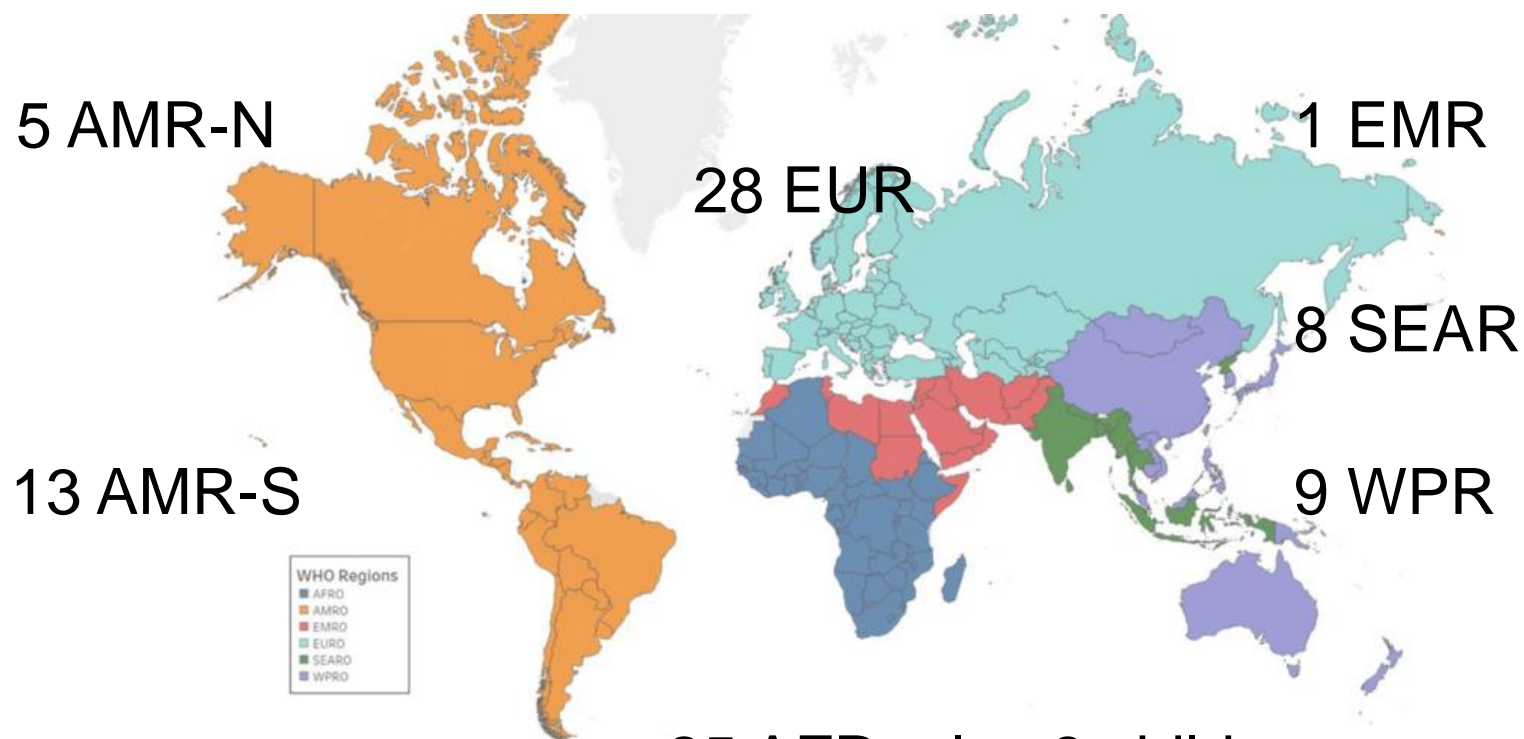 5 AMR-N
1 EMR
28 EUR
8 SEAR
13 AMR-S
9 WPR
WHO Regions
AFRO
AMRO
EMRO
EURO
SEARO
WPRO